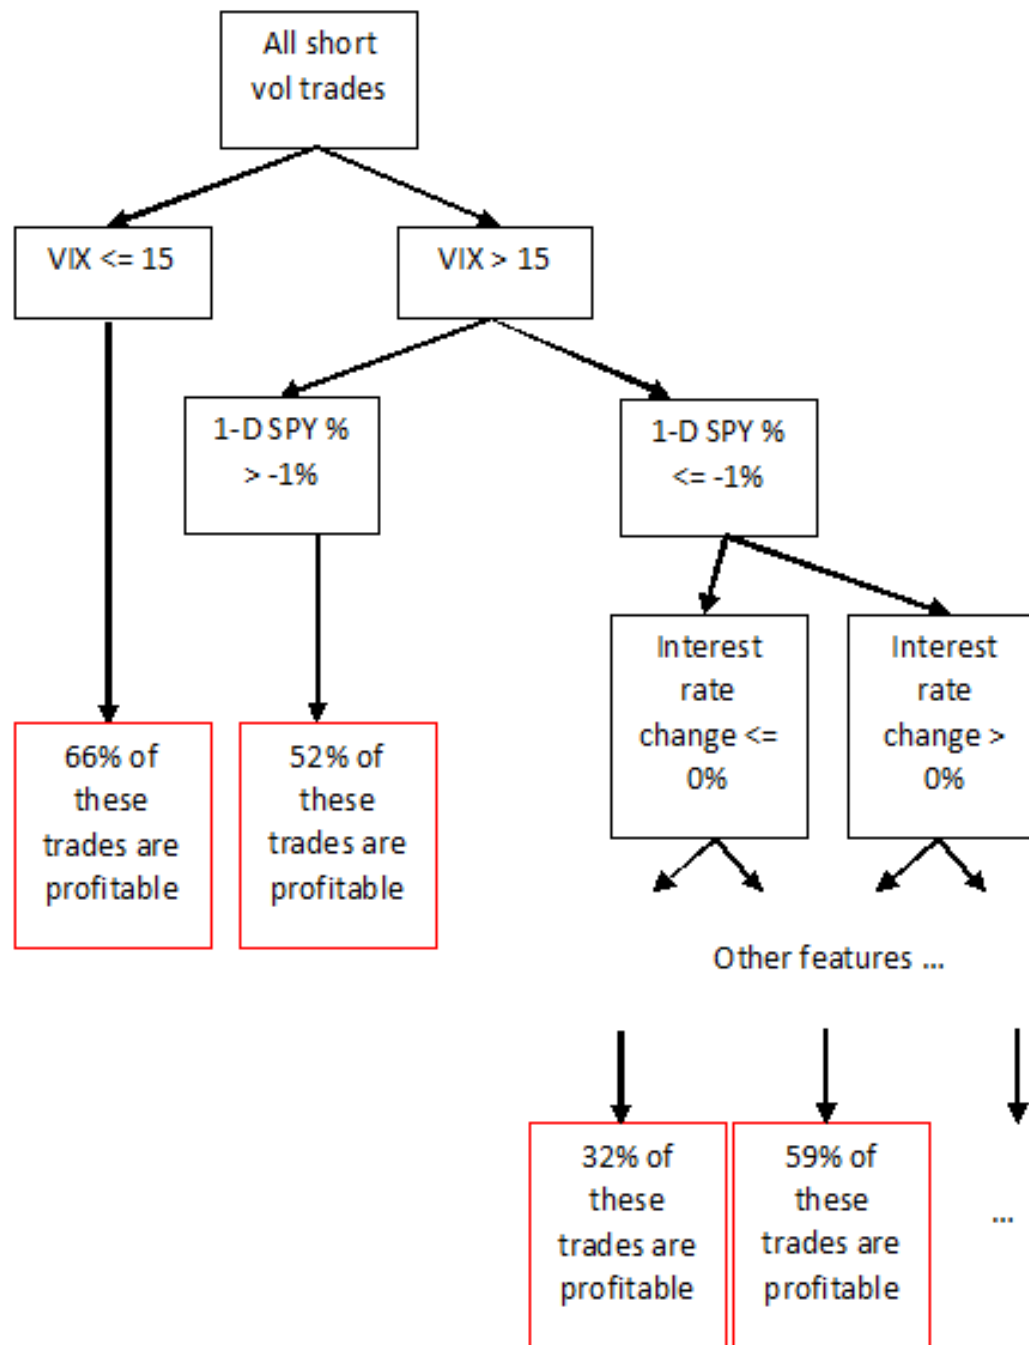 All short
vol trades
VIX <= 15
VIX > 15
1-D SPY %
> -1%
1-D SPY %
<= -1%
Interest
rate
change <=
0%
Interest
rate
change >
0%
66% of
these
trades are
profitable
52% of
these
trades are
profitable
Other features ...
32% of
these
trades are
profitable
59% of
these
trades are
profitable
...